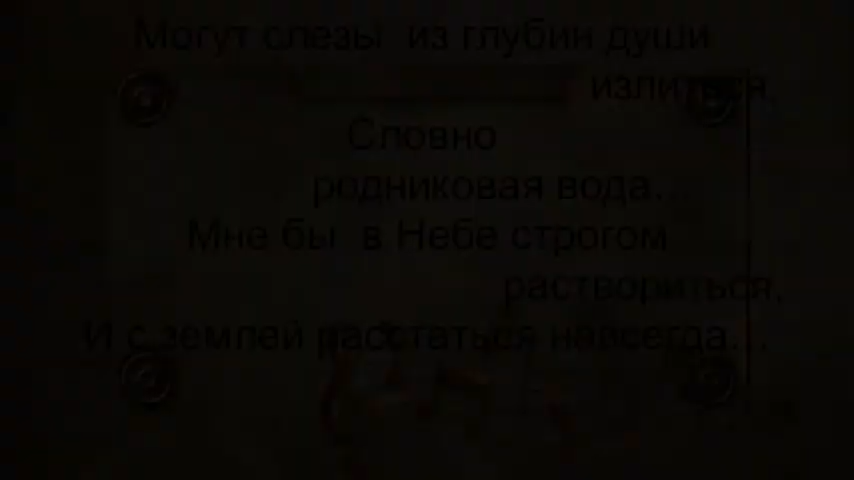 Могут слезы из глубин души
излиться,
Словно
родниковая вода...
Мне бы в Небе строгом
раствориться,
И с землей расстаться навсегда...